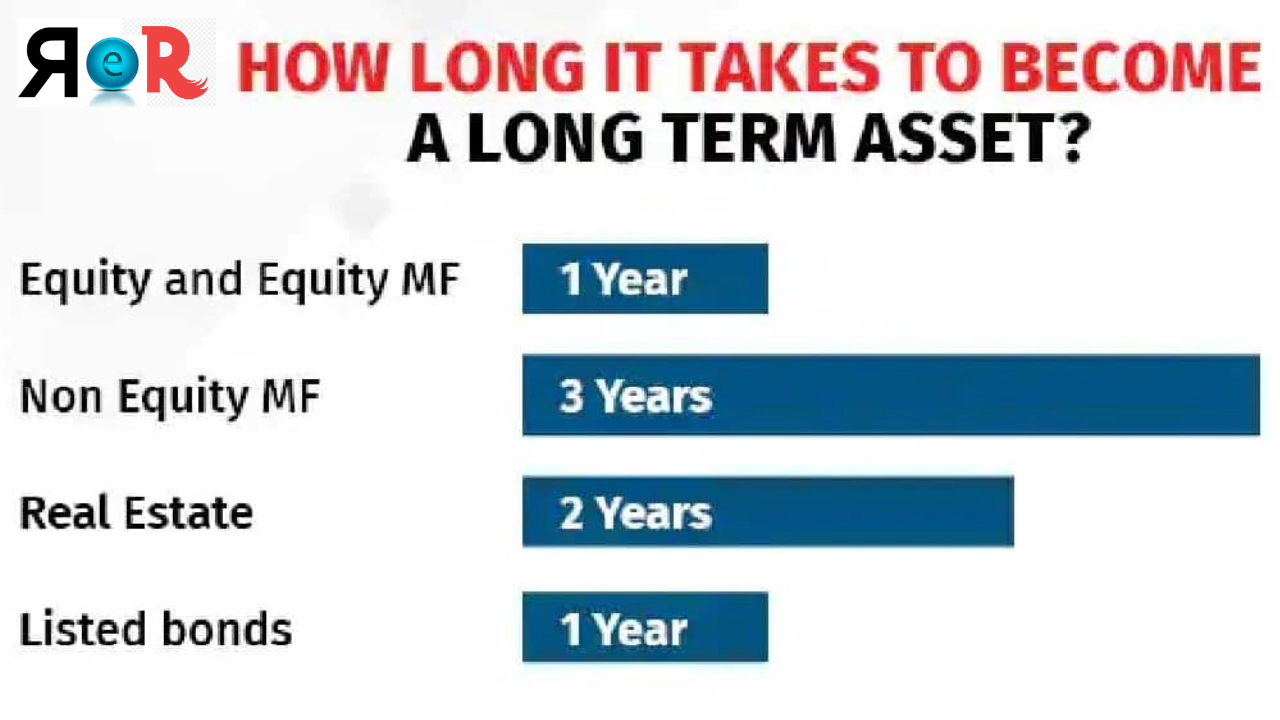 ЯeR
HOW LONG IT TAKES TO BECOME
A LONG TERM ASSET?
Equity and Equity MF
1 Year
Non Equity MF
3 Years
Real Estate
2 Years
Listed bonds
1 Year